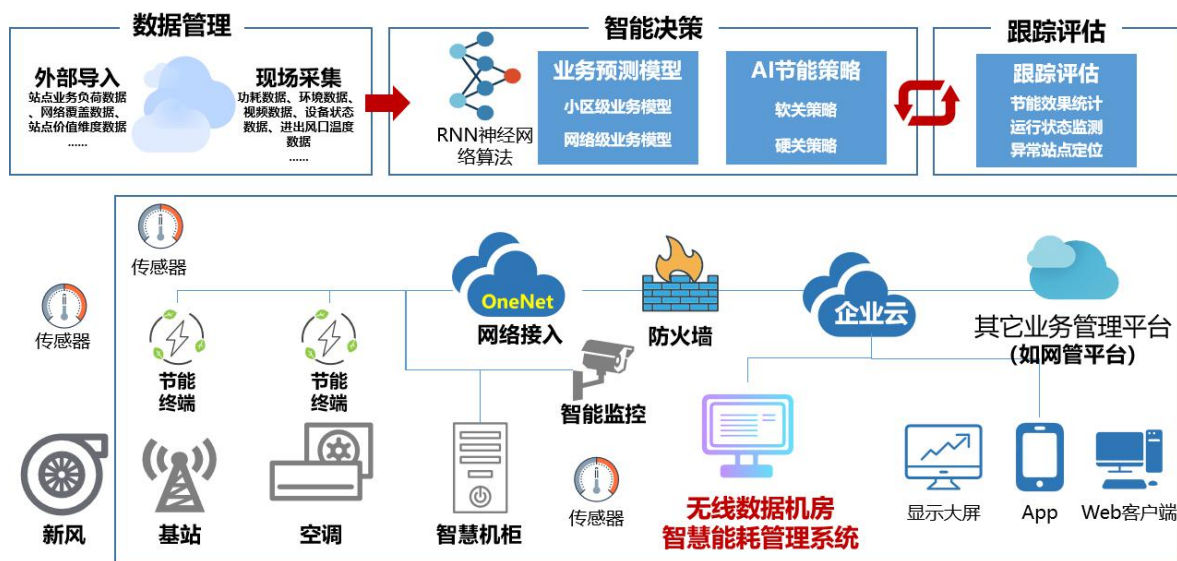 数据管理
外部导入
站点业务负荷数据
、网络覆盖数据、
站点价值维度数据
......
现场采集
功耗数据、环境数据、
视频数据、设备状态
数据、进出风口温度
数据
......
智能决策
RNN神经网
络算法
业务预测模型
小区级业务模型
网络级业务模型
AI节能策略
软关策略
硬关策略
跟踪评估
跟踪评估
节能效果统计
运行状态监测
异常站点定位
传感器
传感器
OneNet
网络接入
防火墙
企业云
其它业务管理平台
(如网管平台)
节能
终端
节能
终端
智能监控
新风
基站
空调
智慧机柜
传感器
无线数据机房
智慧能耗管理系统
显示大屏
App
Web客户端